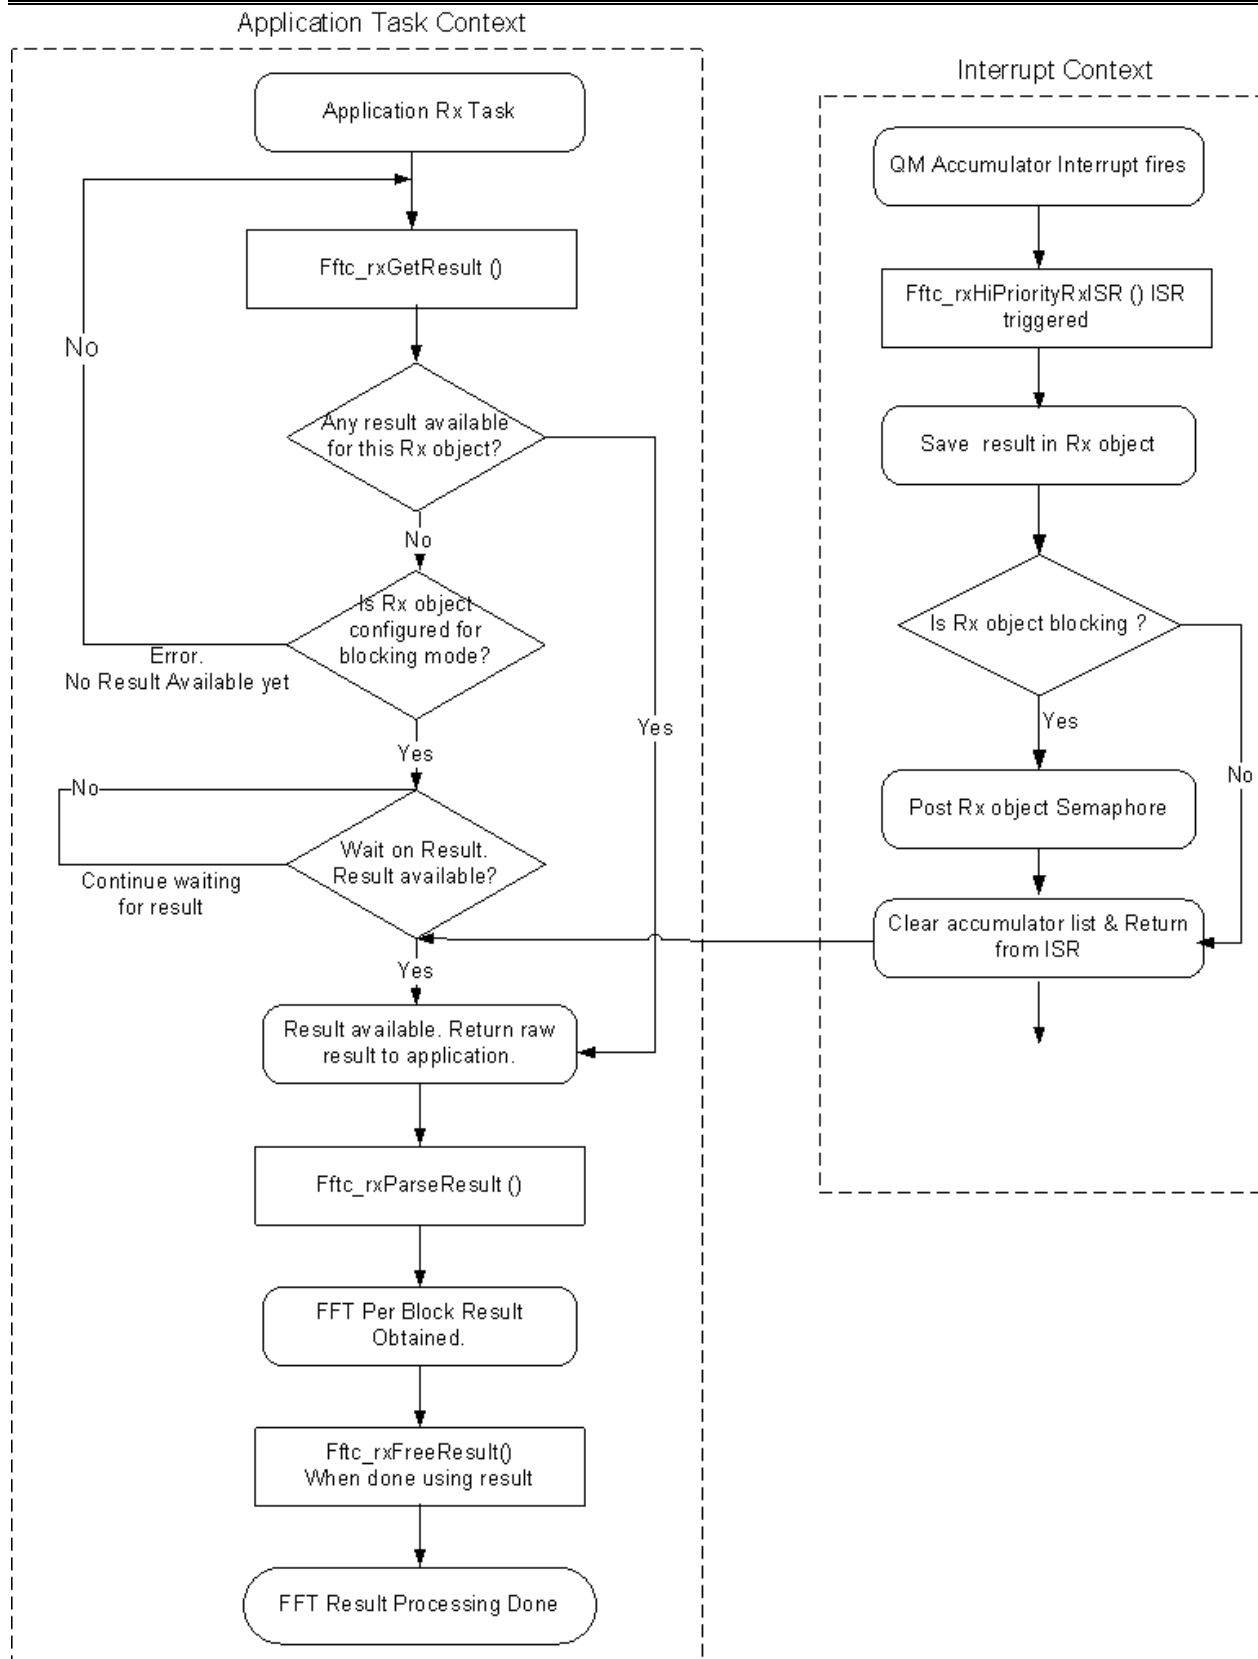 Application Task Context
Application Rx Task
Fftc_rxGetResult ()
No
Any result available
for this Rx object?
No
Is Rx object
configured for
blocking mode?
Error.
No Result Available yet
Yes
Yes
No
Wait on Result.
Result available?
Continue waiting
for result
Yes
Result available. Return raw
result to application.
Fftc_rxParseResult ()
FFT Per Block Result
Obtained.
Fftc_rxFreeResult()
When done using result
FFT Result Processing Done
Interrupt Context
QM Accumulator Interrupt fires
Fftc_rxHiPriorityRxISR () ISR
triggered
Save result in Rx object
Is Rx object blocking ?
Yes
No
Post Rx object Semaphore
Clear accumulator list & Return
from ISR